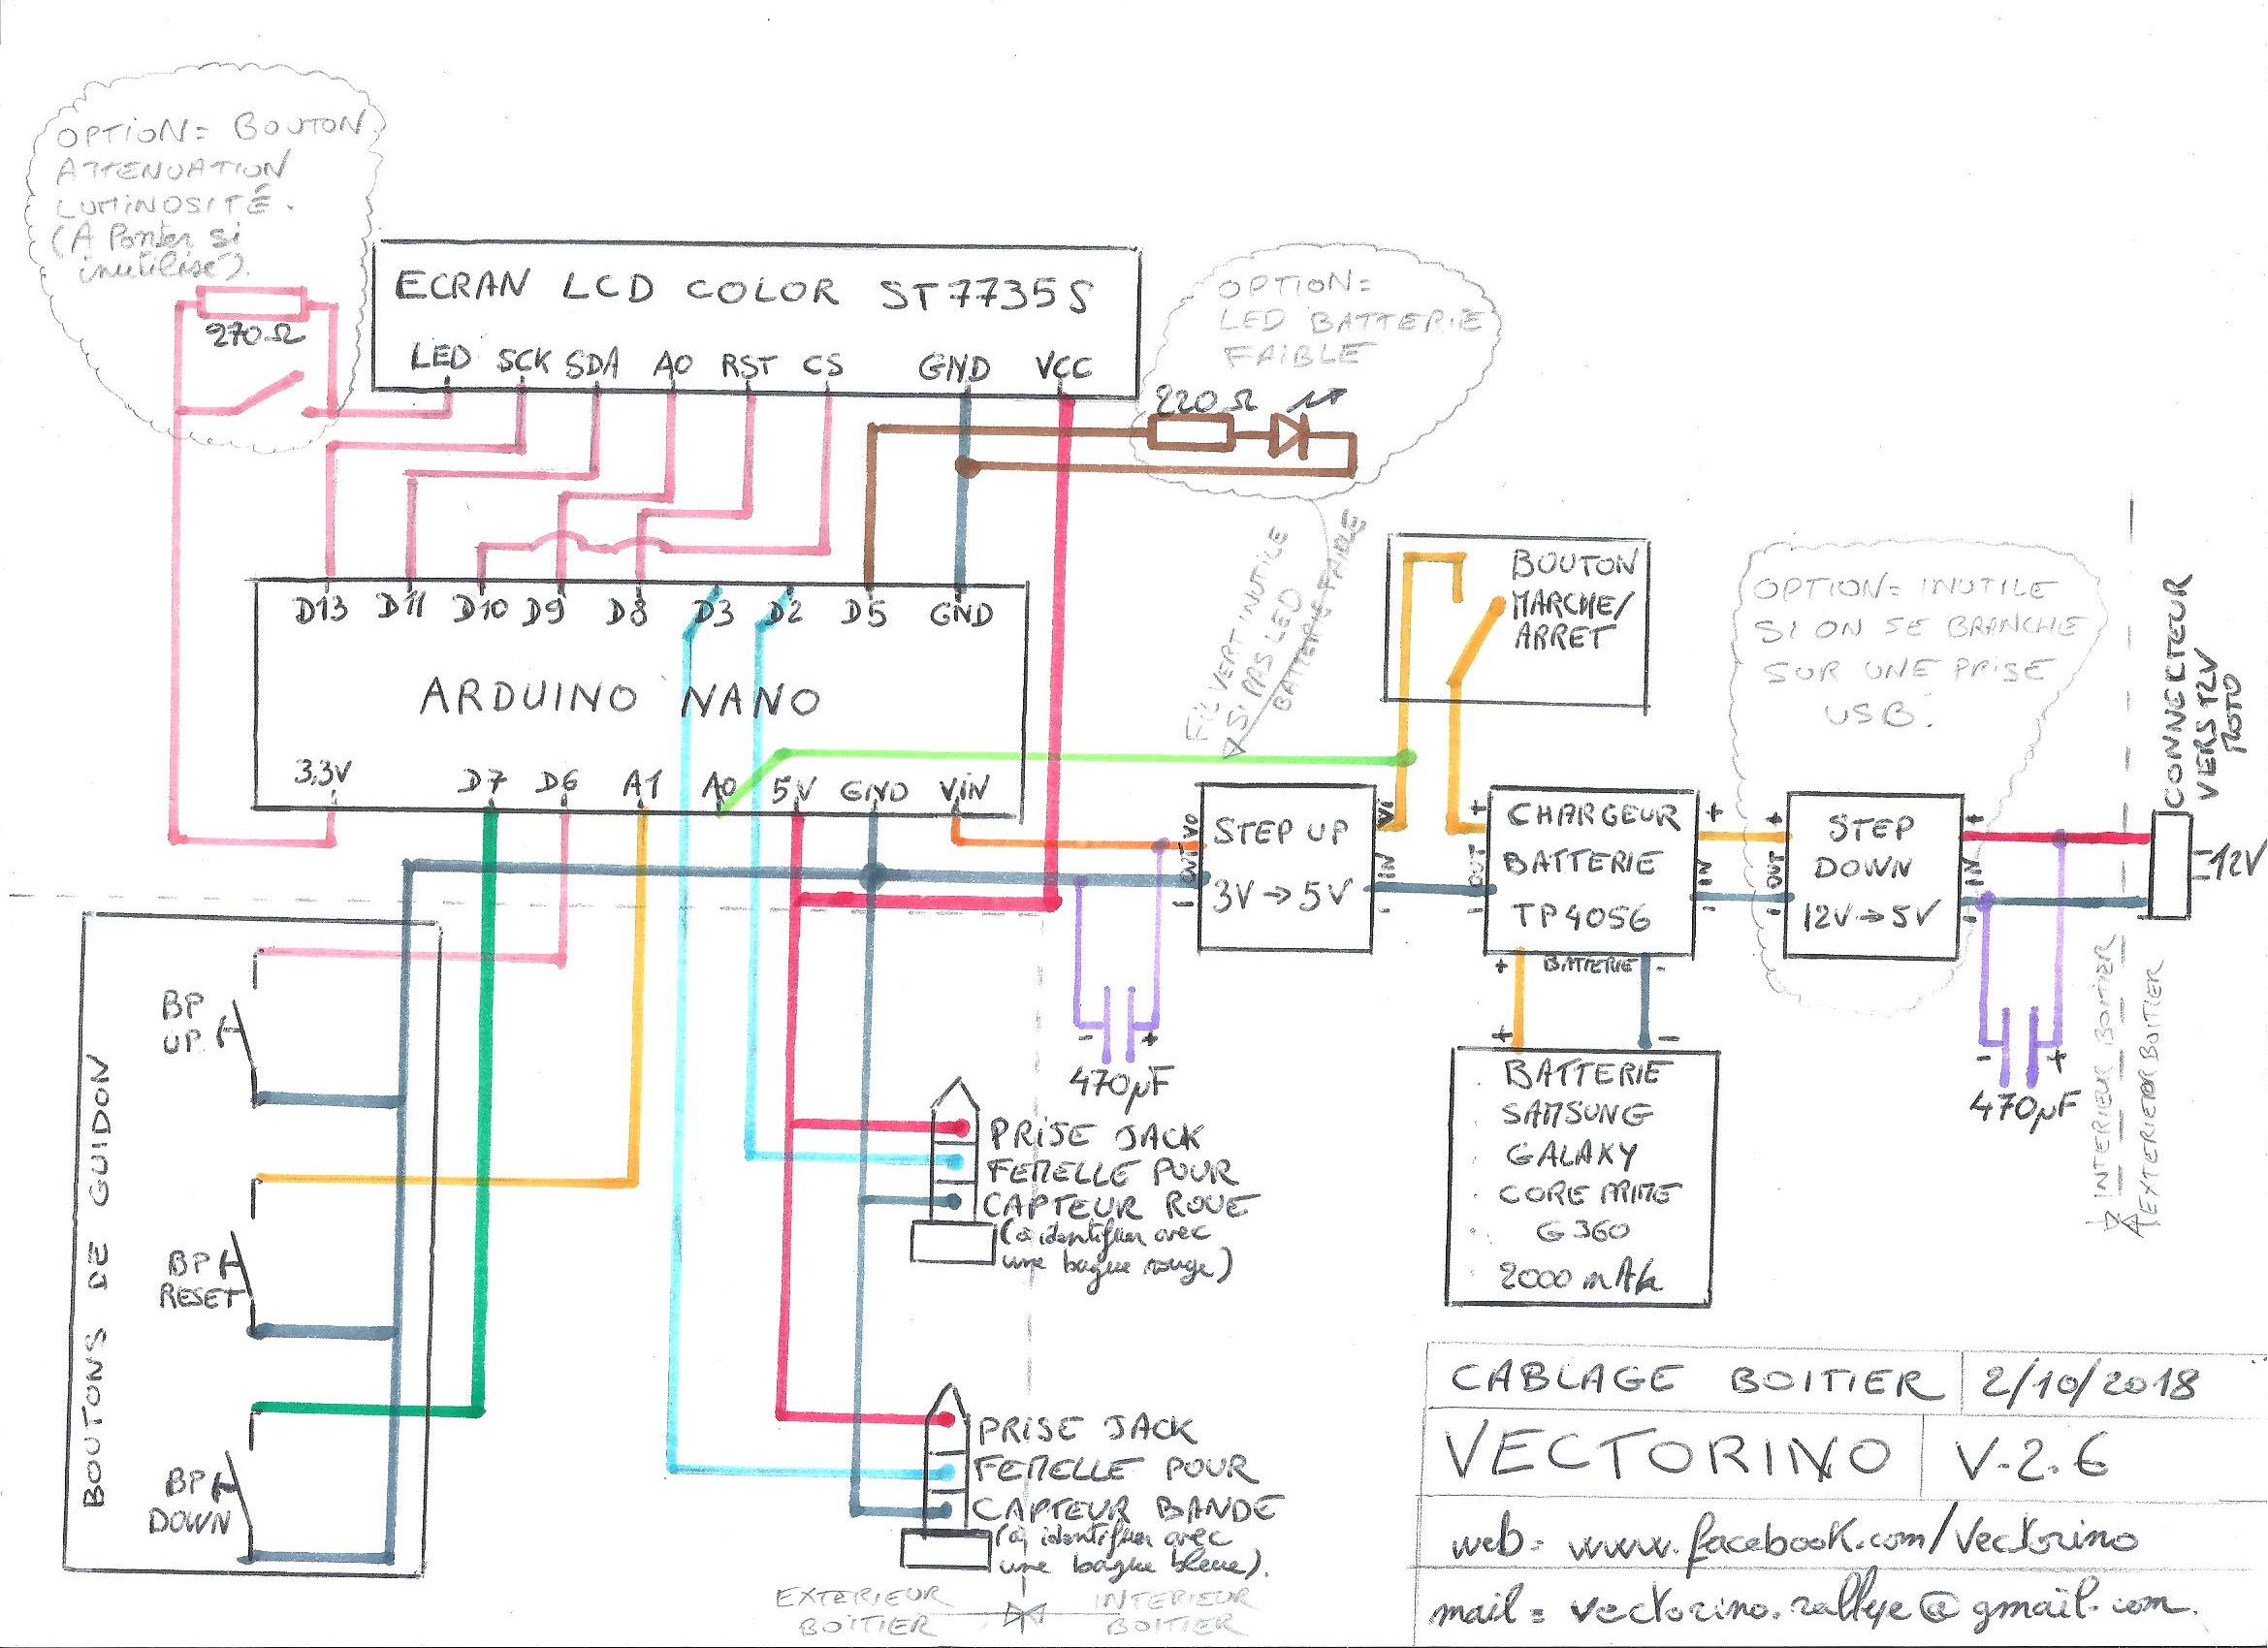 OPTION= BOUTON
ATTENUATION
LUMINOSITÉ.
(A Ponter si
inutilisé).
270Ω
ECRAN LCD COLOR ST7735S
LED SCK SDA A0 RST CS GND VCC
OPTION=
LED BATTERIE
FAIBLE
220Ω
D13 D11 D10 D9 D8 D3 D2 D5 GND
ARDUINO NANO
3.3V D7 D6 A1 A0 5V GND Vin
FIL VERT INUTILE
SI PAS LED
BATTERIE FAIBLE
BOUTON
MARCHE/
ARRET
OPTION= INUTILE
SI ON SE BRANCHE
SUR UNE PRISE
USB.
CONNECTEUR
VERS 12V
MOTO
OUT VO
-
STEP UP
3V→5V
Vi
IN
-
+
OUT
-
CHARGEUR
BATTERIE
TP4056
+
IN
-
+
OUT
-
STEP
DOWN
12V→5V
+
IN
-
12V
+ BATTERIE -
+ -
BATTERIE
SAMSUNG
GALAXY
CORE PRIME
G360
2000 mAh
- +
470µF
- +
470µF
INTERIEUR BOITIER
EXTERIEUR BOITIER
BOUTONS DE GUIDON
BP
UP
BP
RESET
BP
DOWN
PRISE JACK
FEMELLE POUR
CAPTEUR ROUE
(à identifier avec
une bague rouge)
PRISE JACK
FEMELLE POUR
CAPTEUR BANDE
(à identifier avec
une bague bleue).
EXTERIEUR
BOITIER
INTERIEUR
BOITIER
CABLAGE BOITIER 2/10/2018
VECTORINO V.2.6
web: www.facebook.com/Vectorino
mail= vectorino.rallye@gmail.com.